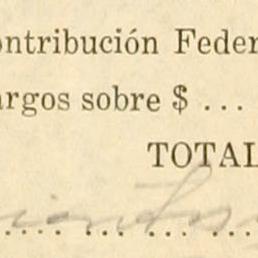 ontribución Feder
argos sobre $ ...
TOTAL